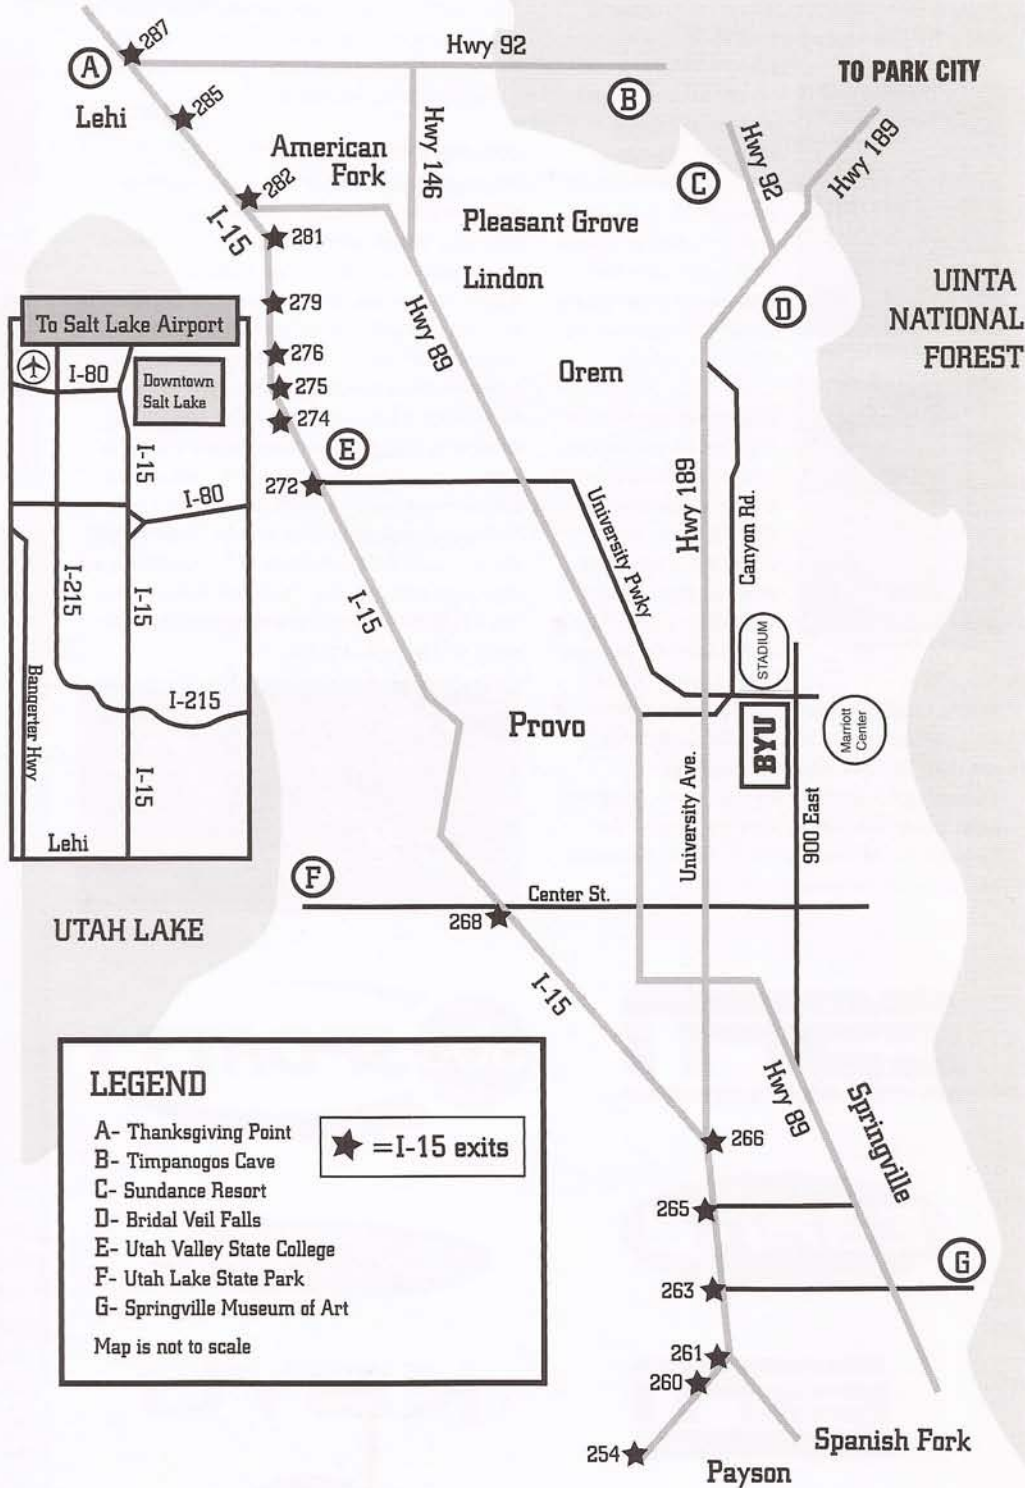 287
Hwy 92
TO PARK CITY
A
B
Lehi
285
American
Fork
Hwy 146
Hwy 92
Hwy 189
C
282
I-15
281
Pleasant Grove
Lindon
UINTA
NATIONAL
FOREST
D
279
Hwy 89
To Salt Lake Airport
I-80
Downtown
Salt Lake
276
275
274
Orem
E
272
I-15
I-80
University Pwky
Hwy 189
Canyon Rd.
I-215
I-15
I-15
STADIUM
Bangerter Hwy
I-215
Provo
BYU
Marriott
Center
I-15
University Ave.
900 East
Lehi
F
Center St.
268
UTAH LAKE
I-15
LEGEND
A- Thanksgiving Point
B- Timpanogos Cave
C- Sundance Resort
D- Bridal Veil Falls
E- Utah Valley State College
F- Utah Lake State Park
G- Springville Museum of Art
Map is not to scale
=I-15 exits
Hwy 89
Springville
266
265
G
263
261
260
254
Spanish Fork
Payson